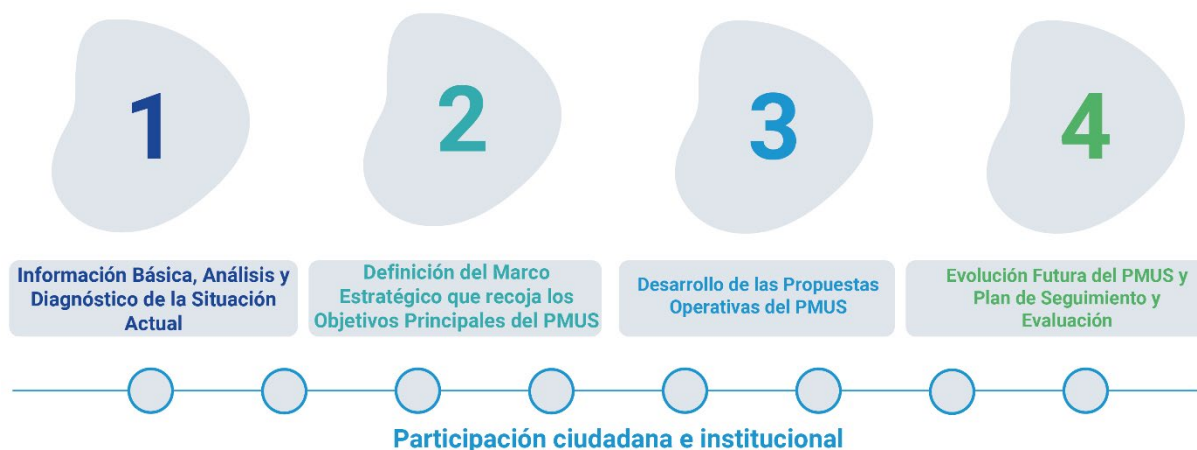 1
2
3
4
Información Básica, Análisis y
Diagnóstico de la Situación
Actual
Definición del Marco
Estratégico que recoja los
Objetivos Principales del PMUS
Desarrollo de las Propuestas
Operativas del PMUS
Evolución Futura del PMUS y
Plan de Seguimiento y
Evaluación
Participación ciudadana e institucional